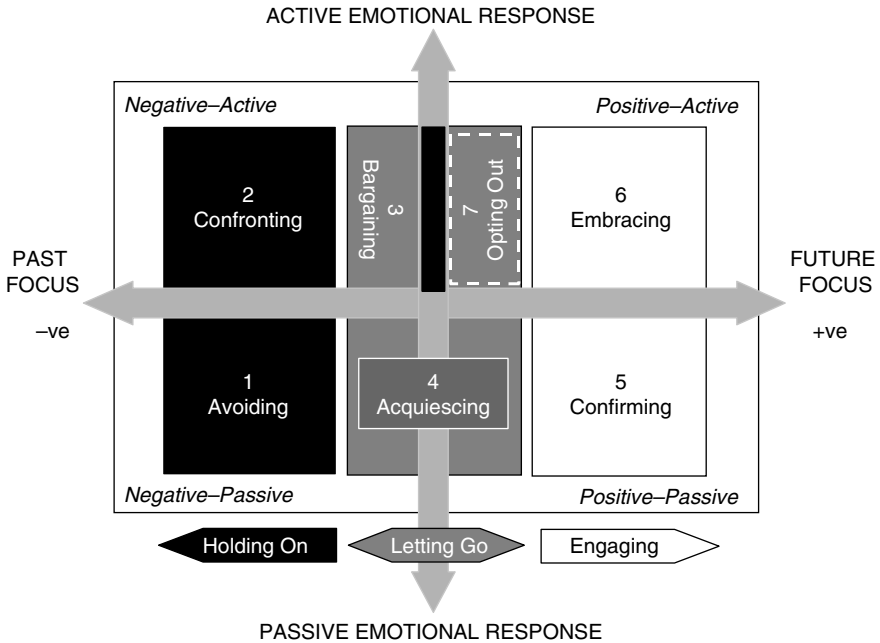 ACTIVE EMOTIONAL RESPONSE
Negative–Active
Positive–Active
2
Confronting
3
Bargaining
7
Opting Out
6
Embracing
PAST
FOCUS
–ve
FUTURE
FOCUS
+ve
1
Avoiding
4
Acquiescing
5
Confirming
Negative–Passive
Positive–Passive
Holding On
Letting Go
Engaging
PASSIVE EMOTIONAL RESPONSE